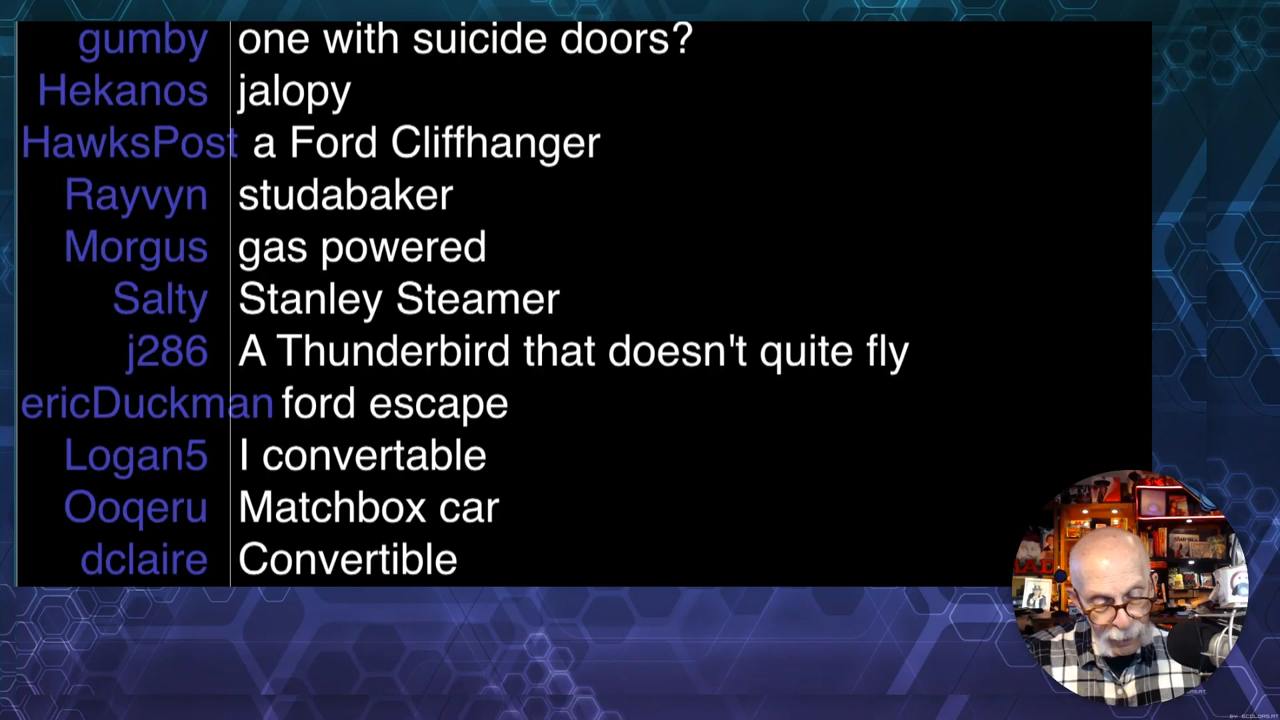 gumby one with suicide doors?
Hekanos jalopy
HawksPost a Ford Cliffhanger
Rayvyn studabaker
Morgus gas powered
Salty Stanley Steamer
j286 A Thunderbird that doesn't quite fly
ericDuckman ford escape
Logan5 I convertable
Ooqeru Matchbox car
dclaire Convertible